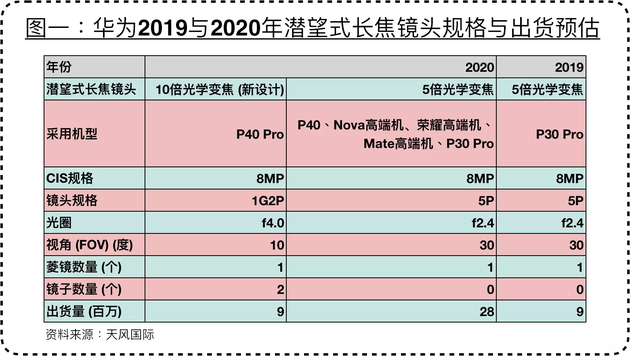 图一：华为2019与2020年潜望式长焦镜头规格与出货预估
年份 2020 2019
潜望式长焦镜头 10倍光学变焦 (新设计) 5倍光学变焦 5倍光学变焦
采用机型 P40 Pro P40、Nova高端机、荣耀高端机、 P30 Pro
Mate高端机、P30 Pro
CIS规格 8MP 8MP 8MP
镜头规格 1G2P 5P 5P
光圈 f4.0 f2.4 f2.4
视角 (FOV) (度) 10 30 30
菱镜数量 (个) 1 1 1
镜子数量 (个) 2 0 0
出货量 (百万) 9 28 9
资料来源：天风国际